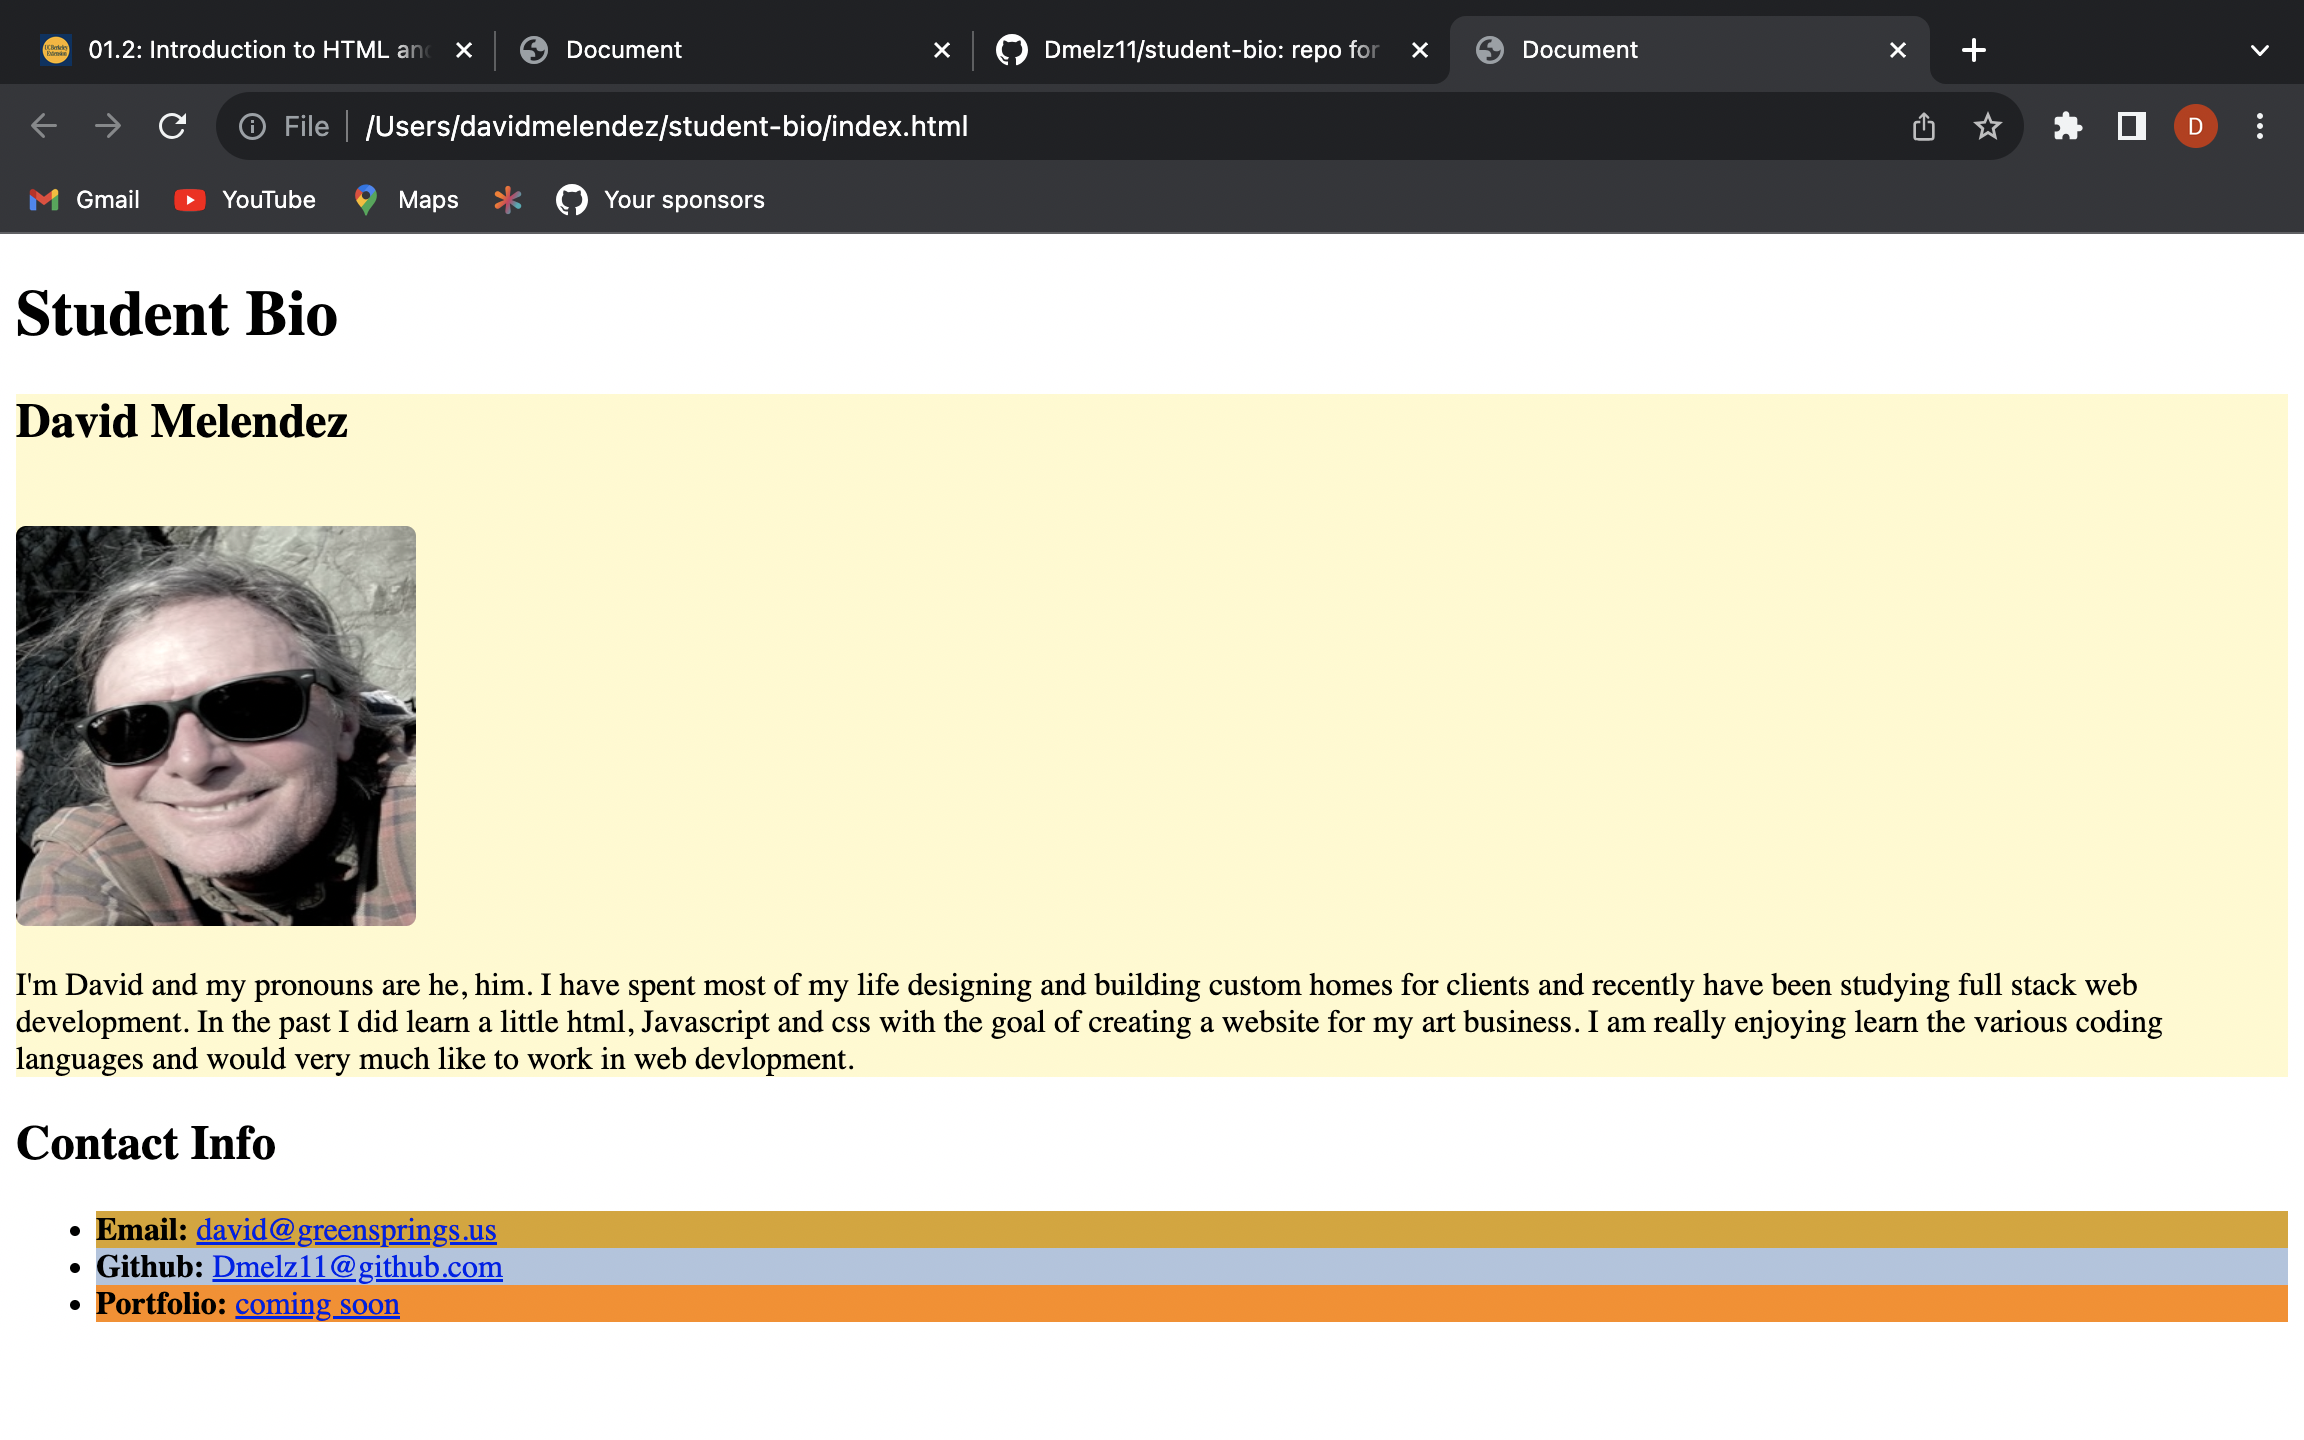 01.2: Introduction to HTML and
Document
Dmelz11/student-bio: repo for
Document
File
/Users/davidmelendez/student-bio/index.html
D
Gmail
YouTube
Maps
Your sponsors
Student Bio
David Melendez
I'm David and my pronouns are he, him. I have spent most of my life designing and building custom homes for clients and recently have been studying full stack web
development. In the past I did learn a little html, Javascript and css with the goal of creating a website for my art business. I am really enjoying learn the various coding
languages and would very much like to work in web devlopment.
Contact Info
Email: david@greensprings.us
Github: Dmelz11@github.com
Portfolio: coming soon